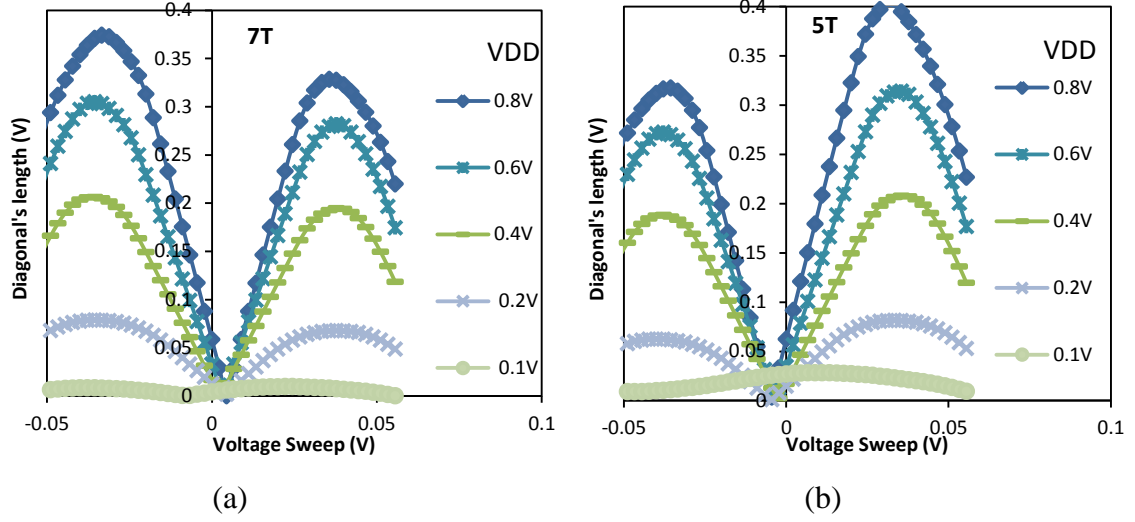 7T
VDD
0.4
0.35
0.3
0.25
0.2
0.15
0.1
0.05
0
-0.05
0
0.05
0.1
Diagonal's length (V)
Voltage Sweep (V)
0.8V
0.6V
0.4V
0.2V
0.1V
(a)
5T
VDD
0.4
0.35
0.3
0.25
0.2
0.15
0.1
0.05
0
-0.05
0
0.05
0.1
Diagonal's length (V)
Voltage Sweep (V)
0.8V
0.6V
0.4V
0.2V
0.1V
(b)